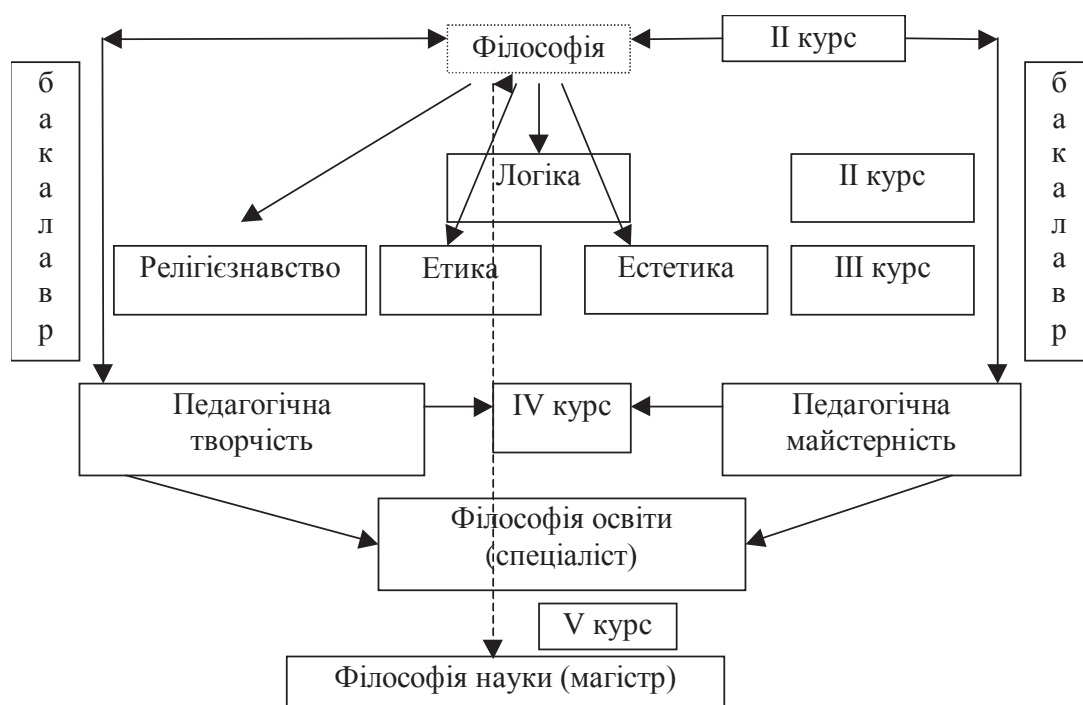 Філософія
II курс
б
а
к
а
л
а
в
р
б
а
к
а
л
а
в
р
Логіка
II курс
Релігієзнавство
Етика
Естетика
III курс
Педагогічна
творчість
IV курс
Педагогічна
майстерність
Філософія освіти
(спеціаліст)
V курс
Філософія науки (магістр)